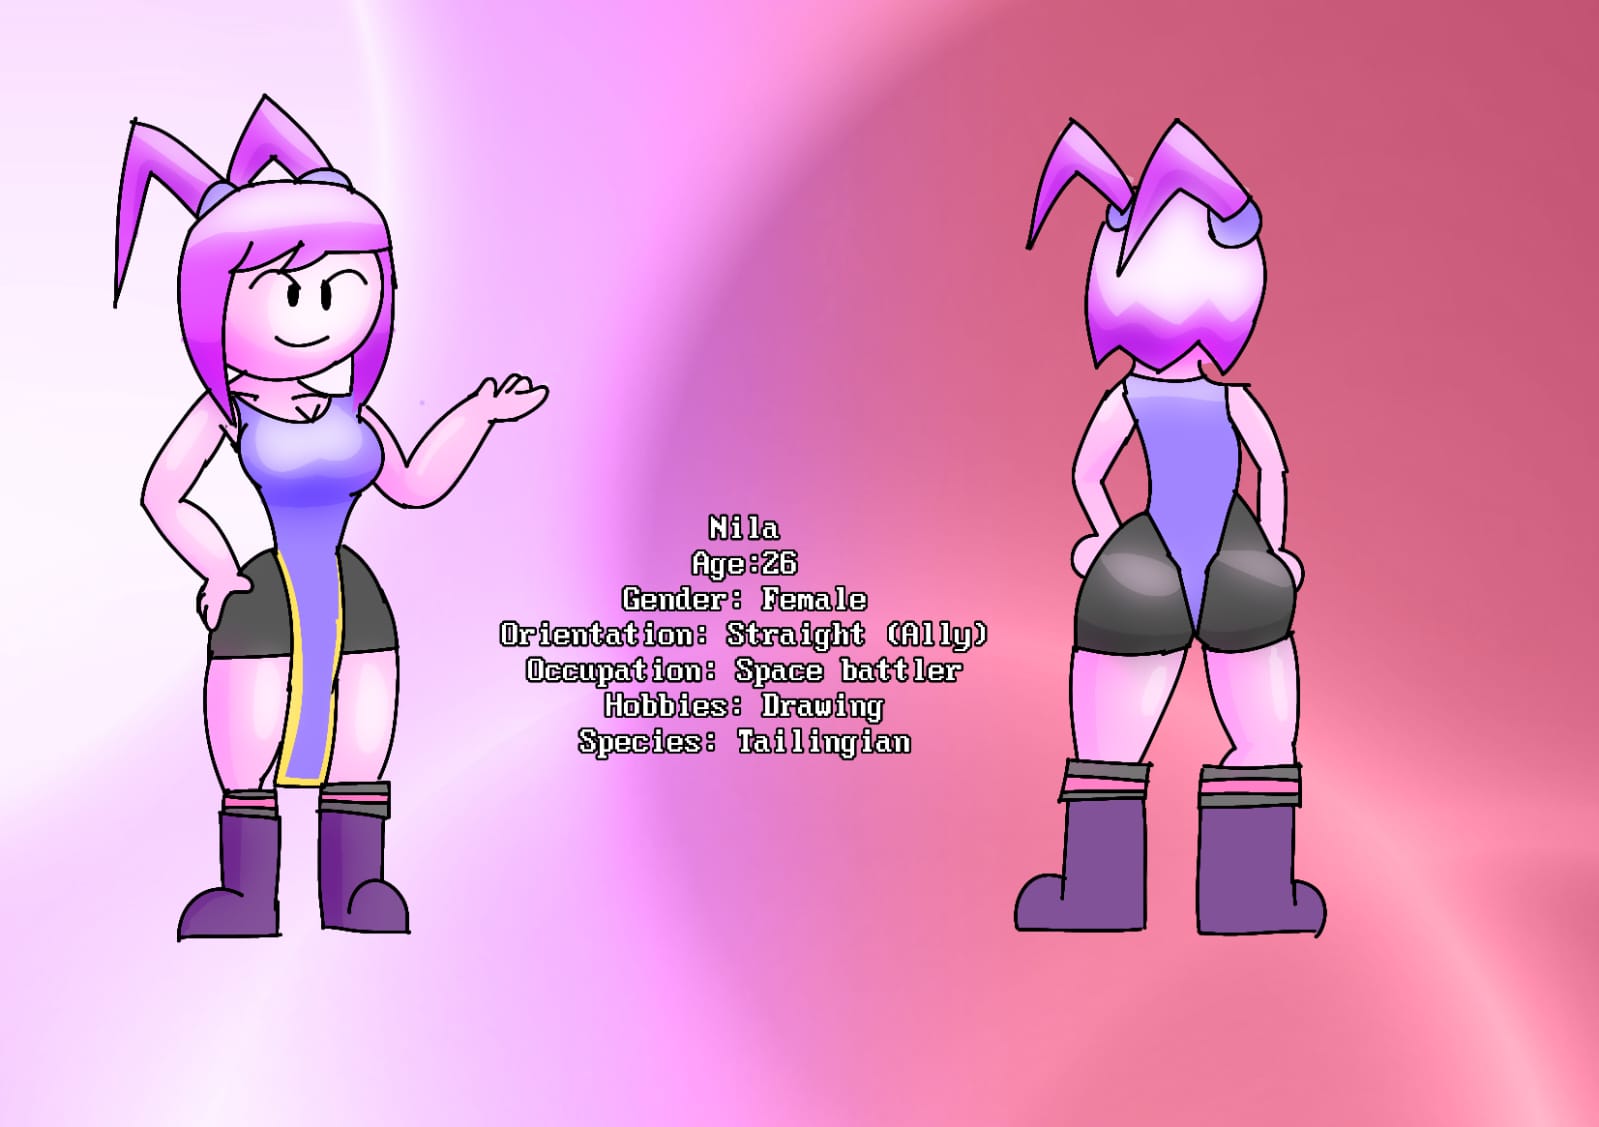 Nila
Age:26
Gender: Female
Orientation: Straight (Ally)
Occupation: Space battler
Hobbies: Drawing
Species: Tailingian